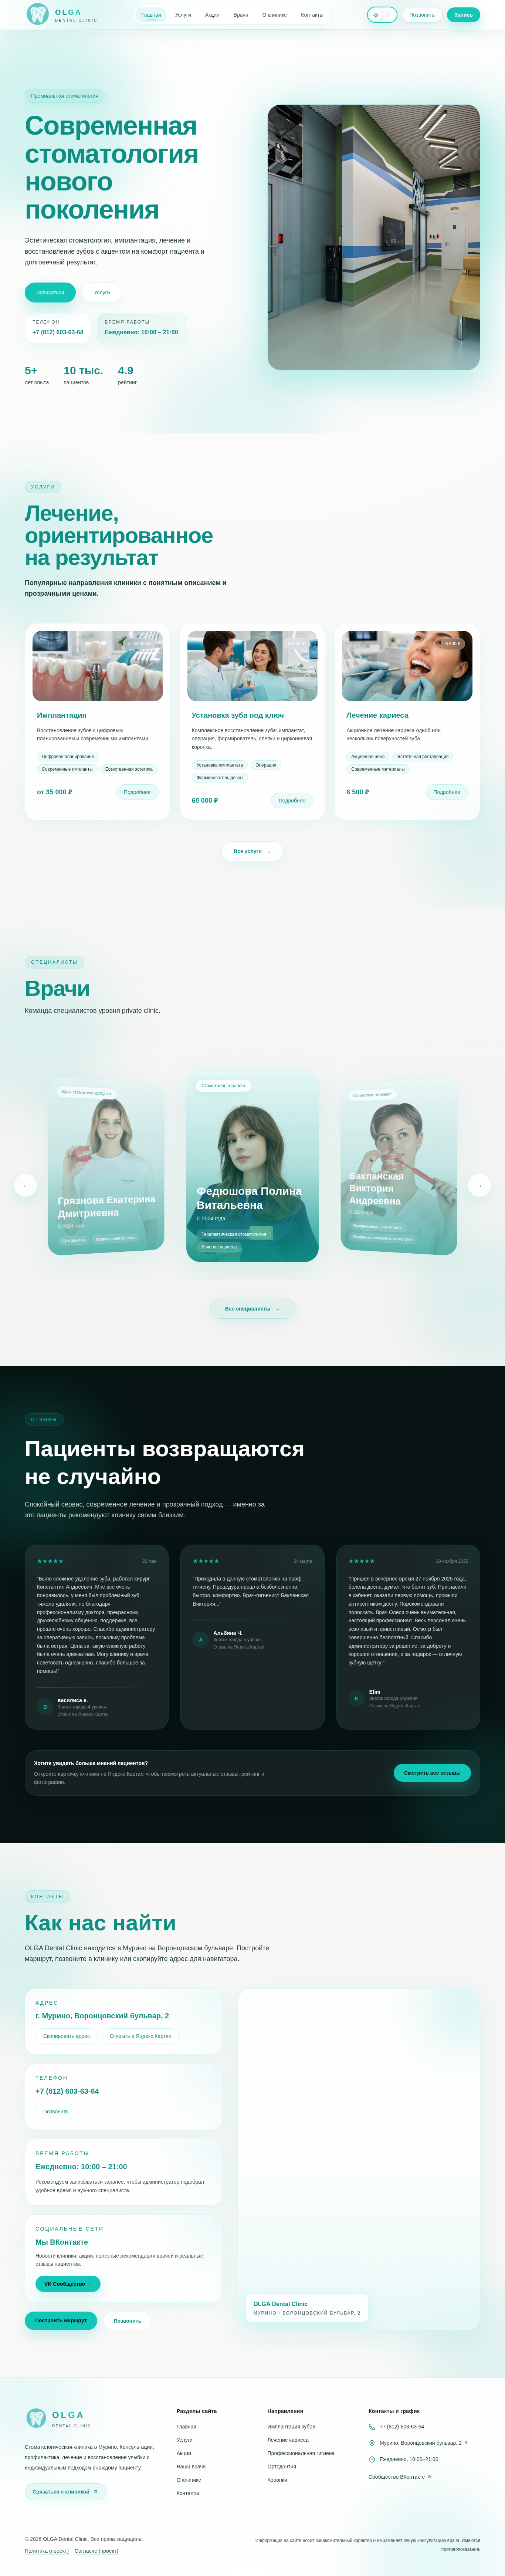 OLGA
DENTAL CLINIC
Главная
Услуги
Акции
Врачи
О клинике
Контакты
Позвонить
Запись
Премиальная стоматология
Современная
стоматология
нового
поколения
Эстетическая стоматология, имплантация, лечение и
восстановление зубов с акцентом на комфорт пациента и
долговечный результат.
Записаться
Услуги
ТЕЛЕФОН
+7 (812) 603-63-64
ВРЕМЯ РАБОТЫ
Ежедневно: 10:00 – 21:00
5+
лет опыта
10 тыс.
пациентов
4.9
рейтинг
УСЛУГИ
Лечение,
ориентированное
на результат
Популярные направления клиники с понятным описанием и
прозрачными ценами.
Имплантация
Восстановление зубов с цифровым
планированием и современными имплантами.
Цифровое планирование
Современные импланты
Естественная эстетика
от 35 000 ₽
Подробнее
Установка зуба под ключ
Комплексное восстановление зуба: имплантат,
операция, формирователь, слепки и циркониевая
коронка.
Установка имплантата
Операция
Формирователь десны
60 000 ₽
Подробнее
6 500 ₽
Лечение кариеса
Акционное лечение кариеса одной или
нескольких поверхностей зуба.
Акционная цена
Эстетичная реставрация
Современные материалы
6 500 ₽
Подробнее
Все услуги →
СПЕЦИАЛИСТЫ
Врачи
Команда специалистов уровня private clinic.
←
Врач стоматолог-ортодонт
Грязнова Екатерина
Дмитриевна
С 2024 года
Ортодонтия
Исправление прикуса
Стоматолог-терапевт
Федюшова Полина
Витальевна
С 2024 года
Терапевтическая стоматология
Лечение кариеса
Стоматолог-гигиенист
Бакланская
Виктория
Андреевна
Профессиональная гигиена
Профилактическая стоматология
→
Все специалисты →
ОТЗЫВЫ
Пациенты возвращаются
не случайно
Спокойный сервис, современное лечение и прозрачный подход — именно за
это пациенты рекомендуют клинику своим близким.
★★★★★
23 мая
"Было сложное удаление зуба, работал хирург
Константин Андреевич. Мне все очень
понравилось, у меня был проблемный зуб,
тяжело удаляли, но благодаря
профессионализму доктора, прекрасному
дружелюбному общению, поддержке, все
прошло очень хорошо. Спасибо администратору
за оперативную запись, поскольку проблема
была острая. Цена за такую сложную работу
была очень адекватная. Могу клинику и врача
советовать однозначно, спасибо большое за
помощь!"
В
василиса е.
Знаток города 4 уровня
Отзыв на Яндекс.Картах
★★★★★
24 марта
"Приходила в данную стоматологию на проф.
гигиену. Процедура прошла безболезненно,
быстро, комфортно. Врач-гигиенист Бакланская
Виктория..."
А
Альбина Ч.
Знаток города 5 уровня
Отзыв на Яндекс.Картах
★★★★★
28 ноября 2025
"Пришел в вечернее время 27 ноября 2025 года,
болела десна, думал, что болит зуб. Пригласили
в кабинет, оказали первую помощь, промыли
антисептиком десну. Порекомендовали
полоскать. Врач Олеся очень внимательная,
настоящий профессионал. Весь персонал очень
вежливый и приветливый. Осмотр был
совершенно бесплатный. Спасибо
администратору за решение, за доброту и
хорошее отношение, и за подарок — отличную
зубную щетку!"
E
Efim
Знаток города 3 уровня
Отзыв на Яндекс.Картах
Хотите увидеть больше мнений пациентов?
Откройте карточку клиники на Яндекс Картах, чтобы посмотреть актуальные отзывы, рейтинг и
фотографии.
Смотреть все отзывы
КОНТАКТЫ
Как нас найти
OLGA Dental Clinic находится в Мурино на Воронцовском бульваре. Постройте
маршрут, позвоните в клинику или скопируйте адрес для навигатора.
АДРЕС
г. Мурино, Воронцовский бульвар, 2
Скопировать адрес
Открыть в Яндекс.Картах
ТЕЛЕФОН
+7 (812) 603-63-64
Позвонить
ВРЕМЯ РАБОТЫ
Ежедневно: 10:00 – 21:00
Рекомендуем записываться заранее, чтобы администратор подобрал
удобное время и нужного специалиста.
СОЦИАЛЬНЫЕ СЕТИ
Мы ВКонтакте
Новости клиники, акции, полезные рекомендации врачей и реальные
отзывы пациентов.
VK Сообщество →
Построить маршрут
Позвонить
OLGA Dental Clinic
МУРИНО · ВОРОНЦОВСКИЙ БУЛЬВАР, 2
OLGA
DENTAL CLINIC
Стоматологическая клиника в Мурино. Консультации,
профилактика, лечение и восстановление улыбки с
индивидуальным подходом к каждому пациенту.
Связаться с клиникой
Разделы сайта
Главная
Услуги
Акции
Наши врачи
О клинике
Контакты
Направления
Имплантация зубов
Лечение кариеса
Профессиональная гигиена
Ортодонтия
Коронки
Контакты и график
+7 (812) 603-63-64
Мурино, Воронцовский бульвар, 2
Ежедневно, 10:00–21:00
Сообщество ВКонтакте
© 2026 OLGA Dental Clinic. Все права защищены.
Политика (проект)
Согласие (проект)
Информация на сайте носит ознакомительный характер и не заменяет очную консультацию врача. Имеются
противопоказания.